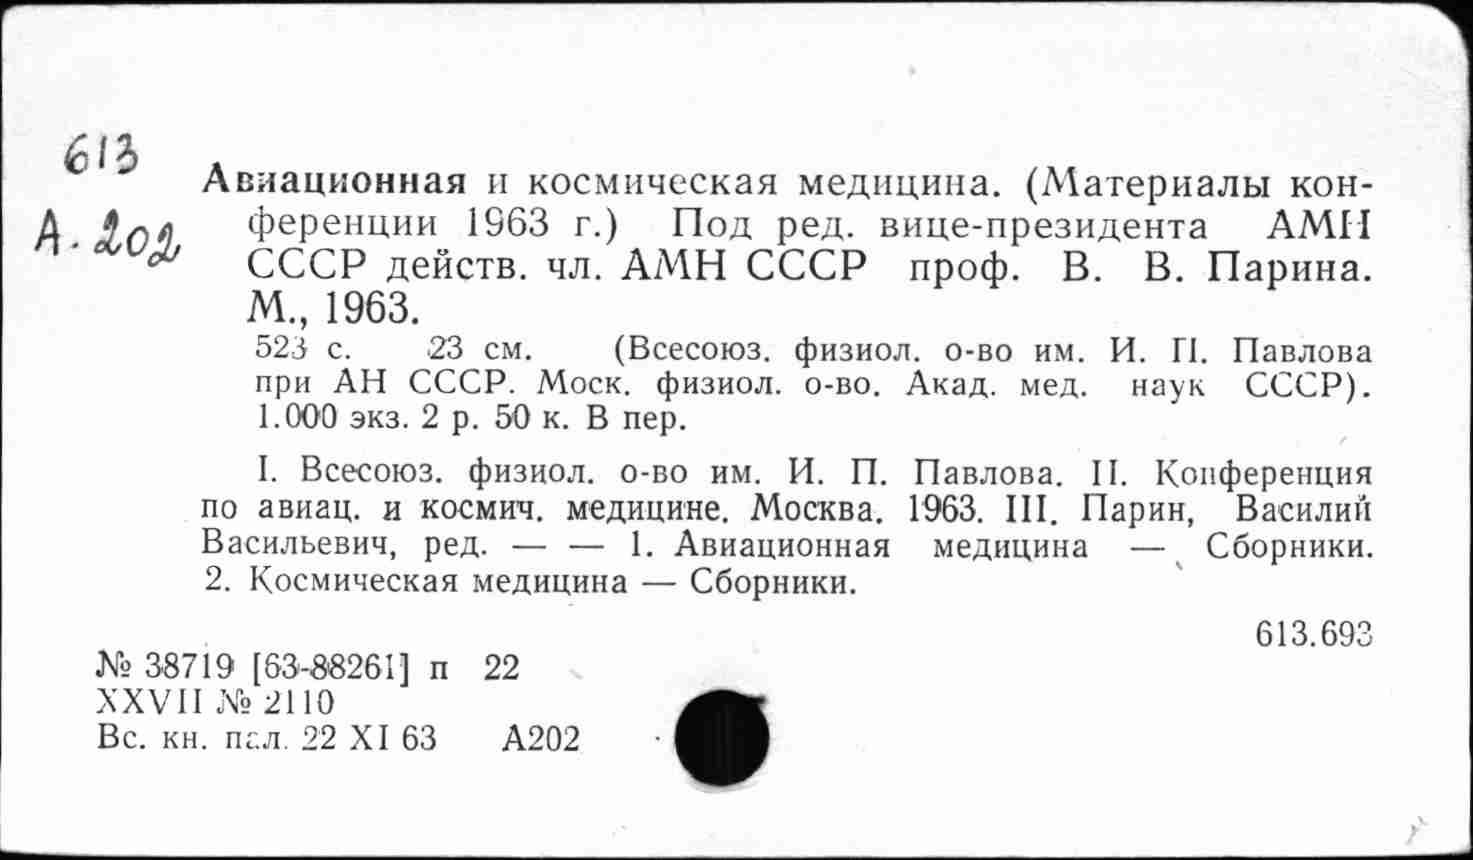 613
А. 202
Авиационная и космическая медицина. (Материалы кон-
ференции 1963 г.) Под ред. вице-президента АМН
СССР действ. чл. АМН СССР проф. В. В. Парина.
М., 1963.
523 с. 23 см. (Всесоюз. физиол. о-во им. И. П. Павлова
при АН СССР. Моск. физиол. о-во. Акад. мед. наук СССР).
1.000 экз. 2 р. 50 к. В пер.
I. Всесоюз. физиол. о-во им. И. П. Павлова. II. Конференция
по авиац. и космич. медицине. Москва. 1963. III. Парин, Василий
Васильевич, ред. — — 1. Авиационная медицина — Сборники.
2. Космическая медицина — Сборники.
613.693
№ 38719 [63-88261] п 22
XXVII № 2110
Вс. кн. пал. 22 XI 63 А202